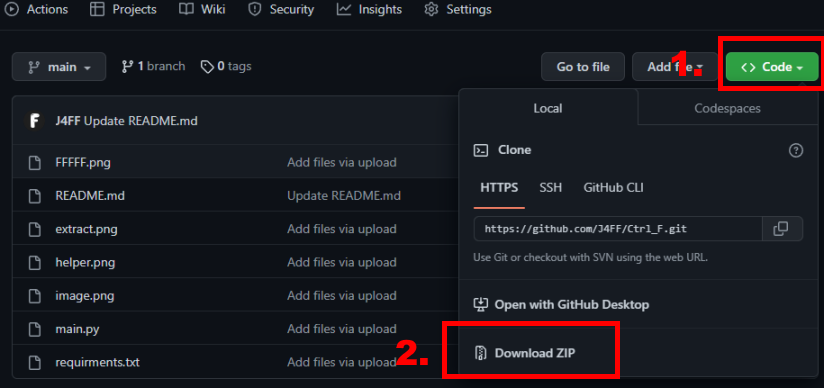 Actions Projects Wiki Security Insights Settings
main 1 branch 0 tags Go to file Add file 1. <> Code
J4FF Update README.md
FFFFF.png Add files via upload
README.md Update README.md
extract.png Add files via upload
helper.png Add files via upload
image.png Add files via upload
main.py Add files via upload
requirments.txt Add files via upload
Local Codespaces
Clone
HTTPS SSH GitHub CLI
https://github.com/J4FF/Ctrl_F.git
Use Git or checkout with SVN using the web URL.
Open with GitHub Desktop
2. Download ZIP